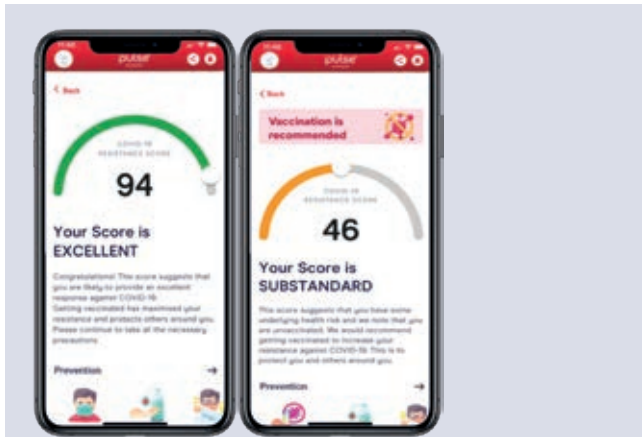 11:46
pulse
< Back
COVID-19
RESISTANCE SCORE
94
Your Score is
EXCELLENT
Congratulations! This score suggests that
you are likely to provide an excellent
response against COVID-19.
Getting vaccinated has maximised your
resistance and protects others around you.
Please continue to take all the necessary
precautions.
Prevention →
pulse
< Back
Vaccination is
recommended
COVID-19
RESISTANCE SCORE
46
Your Score is
SUBSTANDARD
This score suggests that you have some
underlying health risk and we note that you
are unvaccinated. We would recommend
getting vaccinated to increase your
resistance against COVID-19. This is to
protect you and others around you.
Prevention →